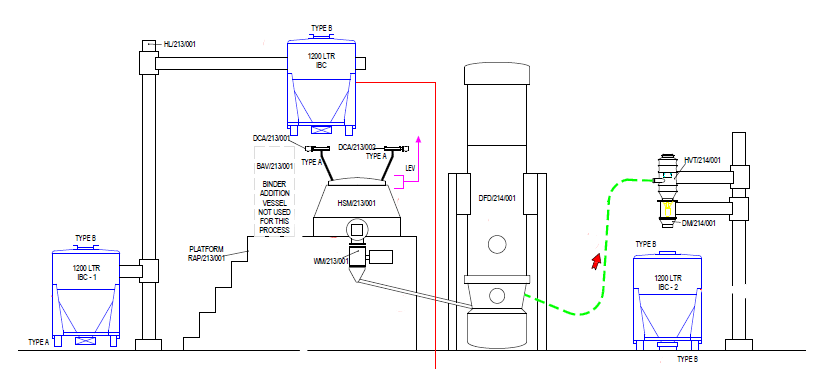 TYPE B
HL/213/001
1200 LTR
IBC
DCA/213/001
DCA/213/002
TYPE A
TYPE A
LEV
HVT/214/001
BAV/213/001
BINDER
ADDITION
VESSEL
NOT USED
FOR THIS
PROCESS
HSM/213/001
DFD/214/001
DM/214/001
TYPE B
PLATFORM
RAP/213/001
WM/213/001
TYPE B
1200 LTR
IBC - 1
1200 LTR
IBC - 2
TYPE A
TYPE B